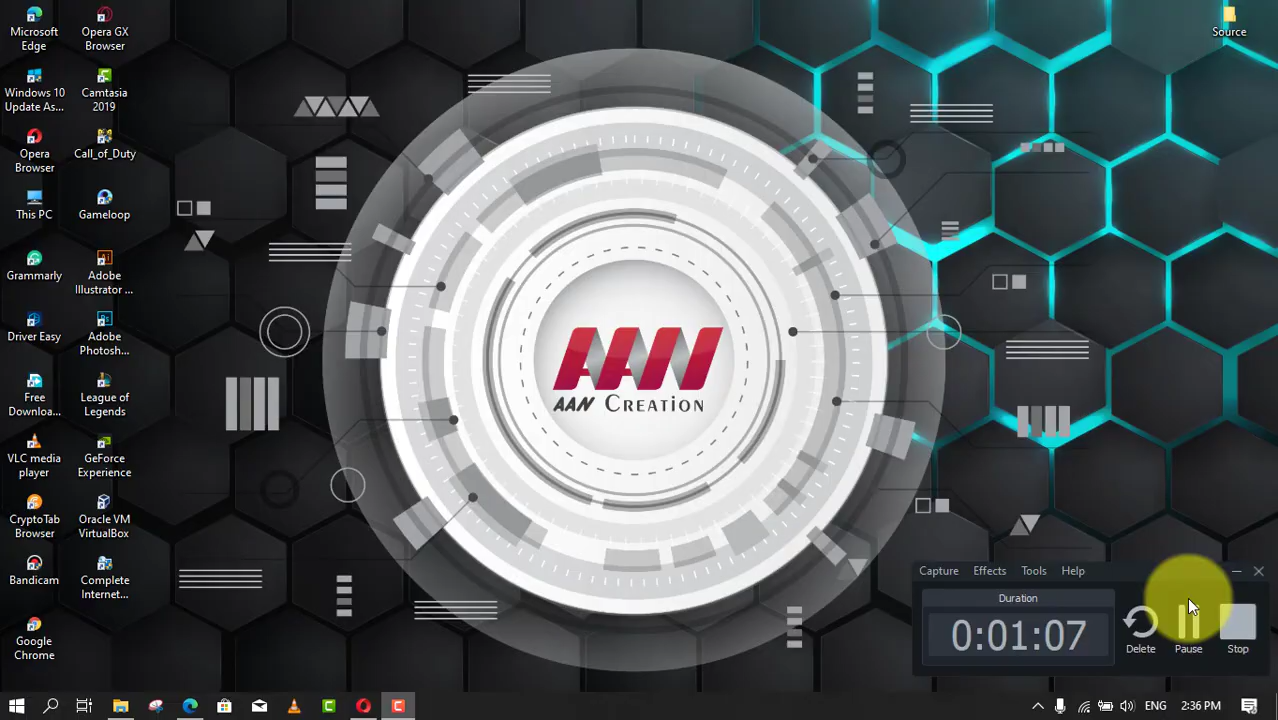 Microsoft
Edge
Opera GX
Browser
Source
Windows 10
Update As...
Camtasia
2019
Opera
Browser
Call_of_Duty
This PC
Gameloop
Grammarly
Adobe
Illustrator ...
Driver Easy
Adobe
Photosh...
Free
Downloa...
League of
Legends
VLC media
player
GeForce
Experience
CryptoTab
Browser
Oracle VM
VirtualBox
Bandicam
Complete
Internet...
Google
Chrome
AAN
AAN CREATION
Capture Effects Tools Help
Duration
0:01:07
Delete Pause Stop
ENG 2:36 PM